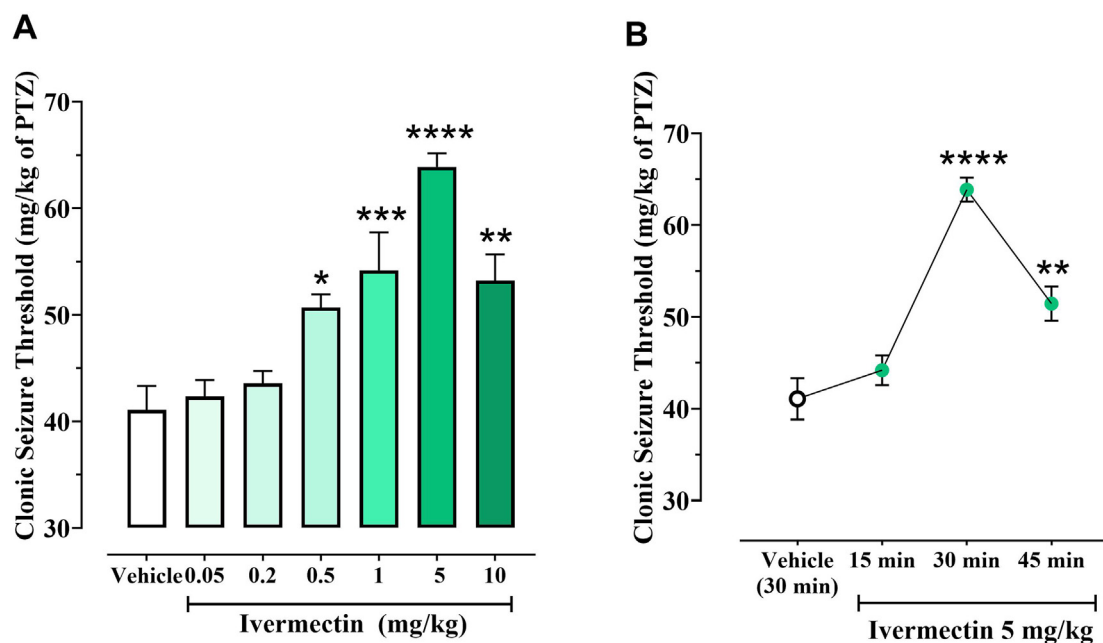 A
Clonic Seizure Threshold (mg/kg of PTZ)
70
60
50
40
30
*
***
****
**
Vehicle 0.05 0.2 0.5 1 5 10
Ivermectin (mg/kg)
B
Clonic Seizure Threshold (mg/kg of PTZ)
70
60
50
40
30
****
**
Vehicle 15 min 30 min 45 min
(30 min)
Ivermectin 5 mg/kg